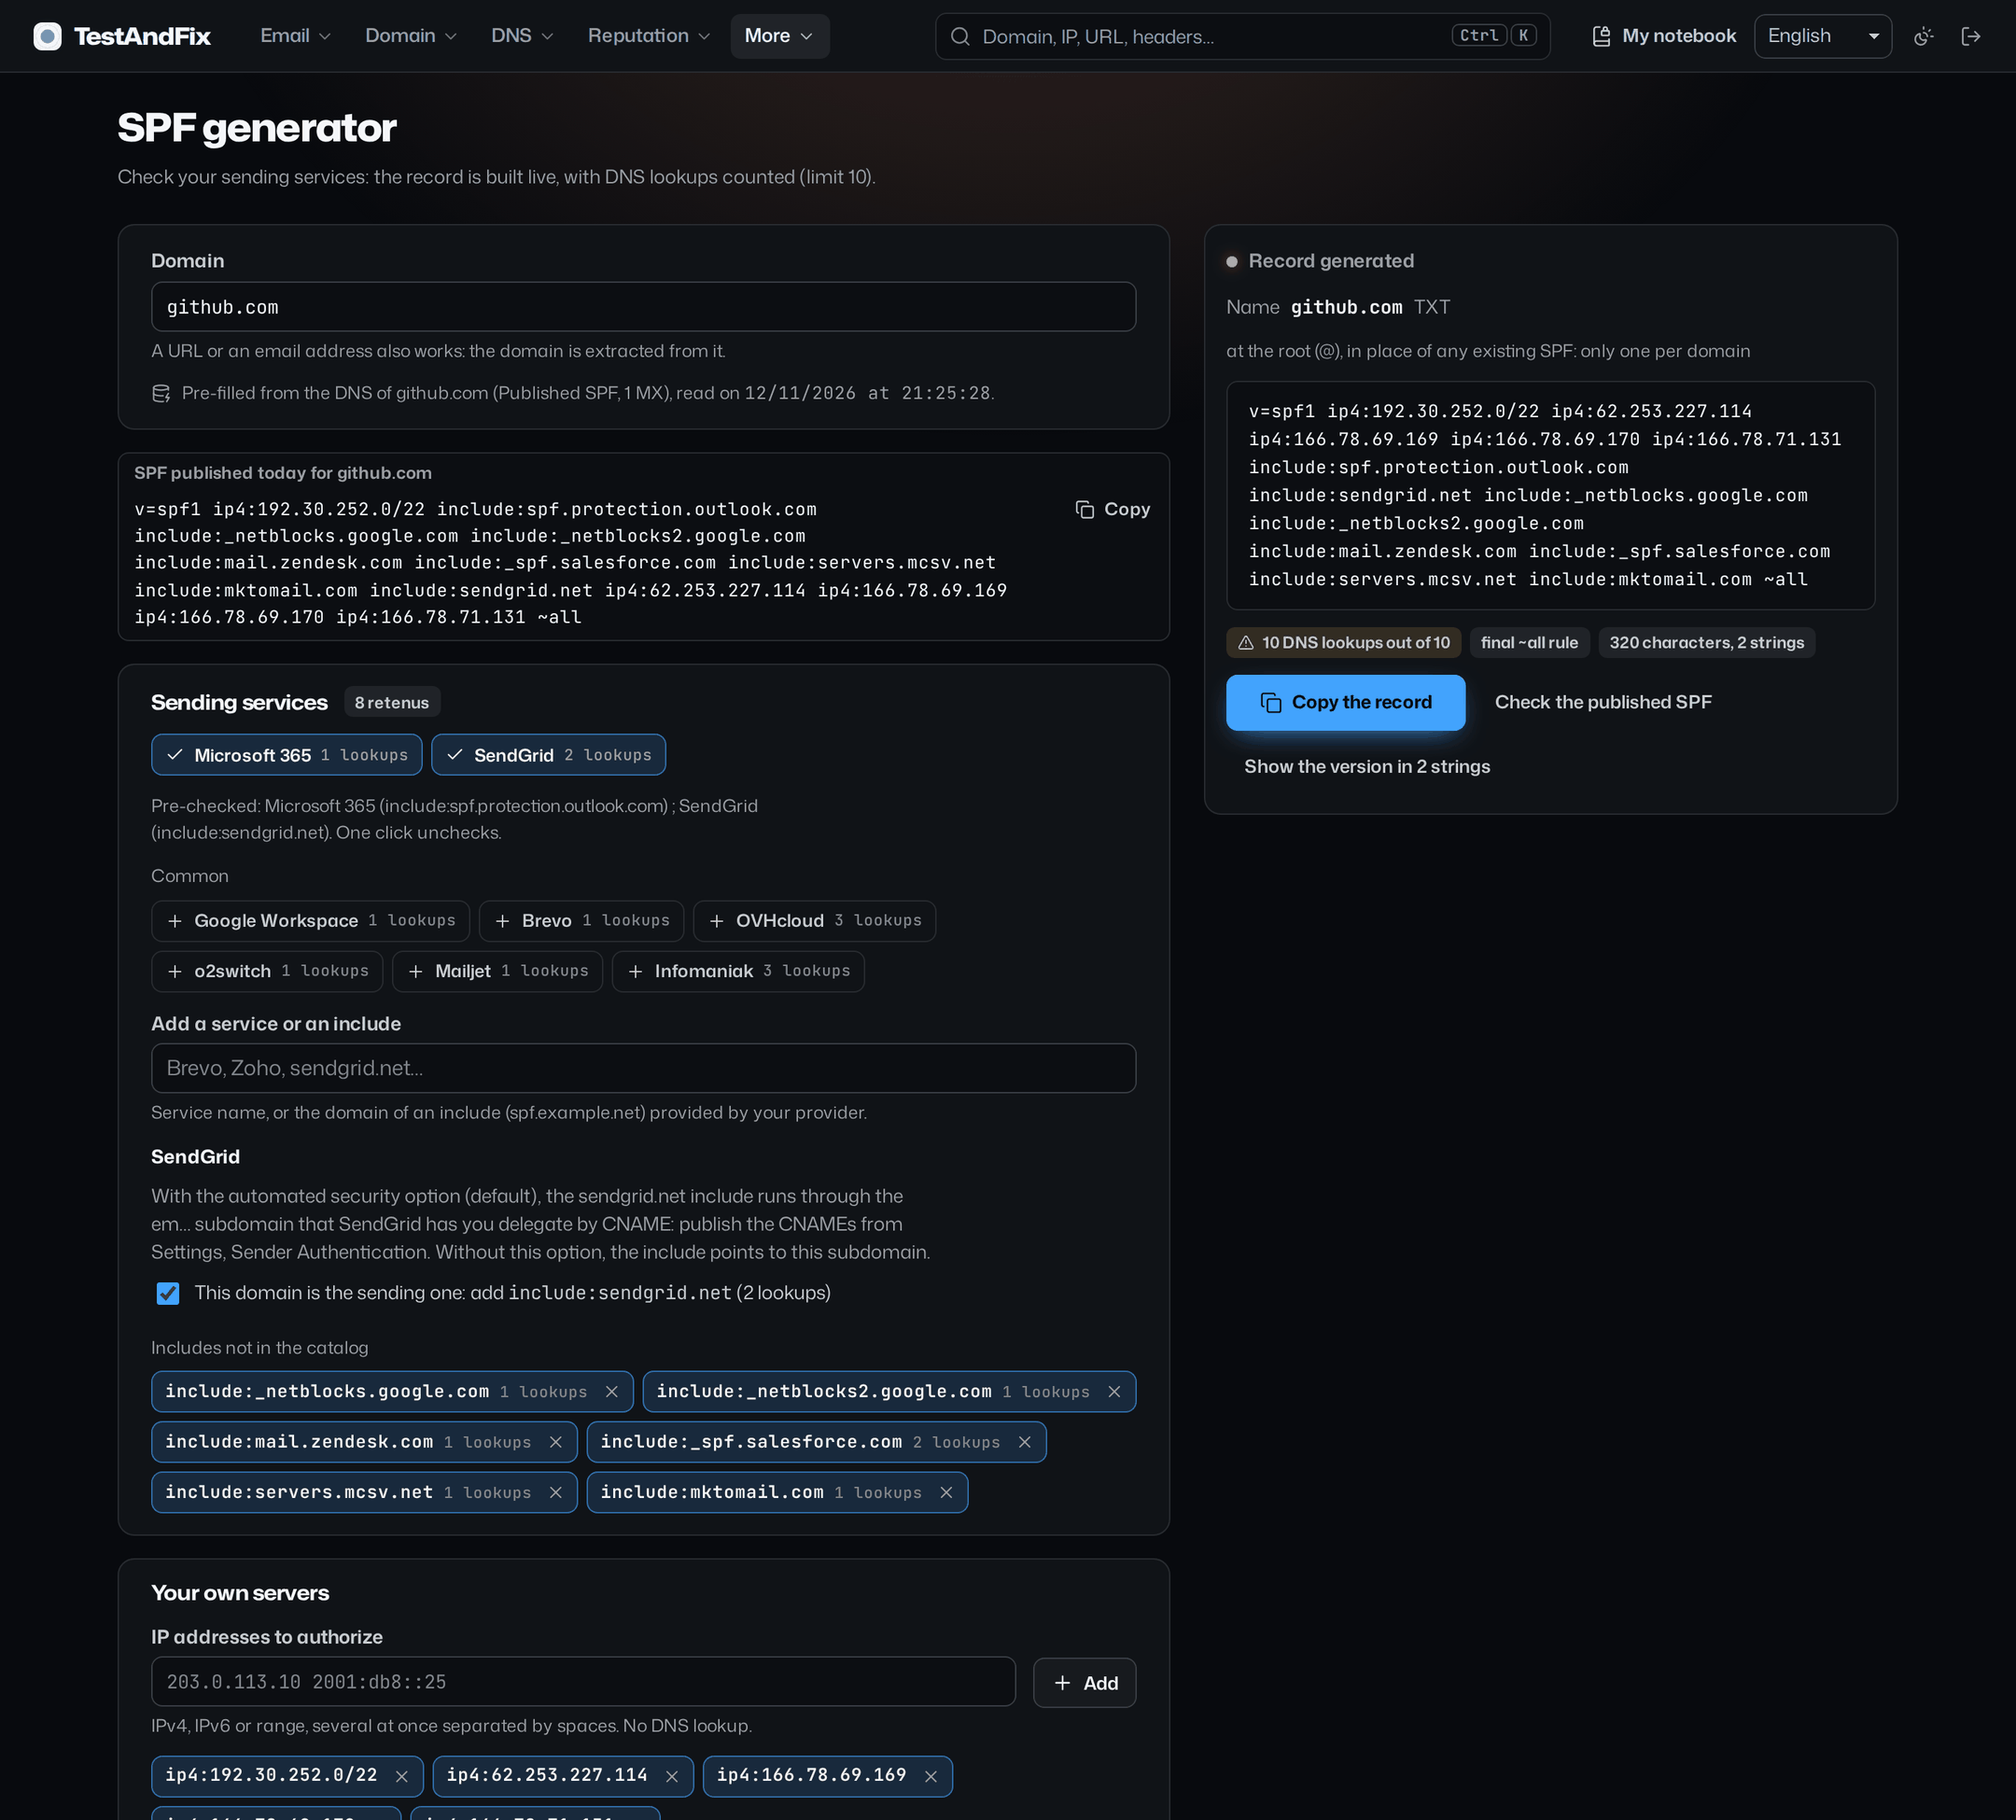 TestAndFix
Email
Domain
DNS
Reputation
More
Domain, IP, URL, headers...
Ctrl K
My notebook
English
SPF generator
Check your sending services: the record is built live, with DNS lookups counted (limit 10).
Domain
github.com
A URL or an email address also works: the domain is extracted from it.
Pre-filled from the DNS of github.com (Published SPF, 1 MX), read on 12/11/2026 at 21:25:28.
SPF published today for github.com
v=spf1 ip4:192.30.252.0/22 include:spf.protection.outlook.com
include:_netblocks.google.com include:_netblocks2.google.com
include:mail.zendesk.com include:_spf.salesforce.com include:servers.mcsv.net
include:mktomail.com include:sendgrid.net ip4:62.253.227.114 ip4:166.78.69.169
ip4:166.78.69.170 ip4:166.78.71.131 ~all
Copy
Sending services
8 retenus
Microsoft 365 1 lookups
SendGrid 2 lookups
Pre-checked: Microsoft 365 (include:spf.protection.outlook.com) ; SendGrid
(include:sendgrid.net). One click unchecks.
Common
Google Workspace 1 lookups
Brevo 1 lookups
OVHcloud 3 lookups
o2switch 1 lookups
Mailjet 1 lookups
Infomaniak 3 lookups
Add a service or an include
Brevo, Zoho, sendgrid.net...
Service name, or the domain of an include (spf.example.net) provided by your provider.
SendGrid
With the automated security option (default), the sendgrid.net include runs through the
em... subdomain that SendGrid has you delegate by CNAME: publish the CNAMEs from
Settings, Sender Authentication. Without this option, the include points to this subdomain.
This domain is the sending one: add include:sendgrid.net (2 lookups)
Includes not in the catalog
include:_netblocks.google.com 1 lookups
include:_netblocks2.google.com 1 lookups
include:mail.zendesk.com 1 lookups
include:_spf.salesforce.com 2 lookups
include:servers.mcsv.net 1 lookups
include:mktomail.com 1 lookups
Your own servers
IP addresses to authorize
203.0.113.10 2001:db8::25
Add
IPv4, IPv6 or range, several at once separated by spaces. No DNS lookup.
ip4:192.30.252.0/22
ip4:62.253.227.114
ip4:166.78.69.169
Record generated
Name github.com TXT
at the root (@), in place of any existing SPF: only one per domain
v=spf1 ip4:192.30.252.0/22 ip4:62.253.227.114
ip4:166.78.69.169 ip4:166.78.69.170 ip4:166.78.71.131
include:spf.protection.outlook.com
include:sendgrid.net include:_netblocks.google.com
include:_netblocks2.google.com
include:mail.zendesk.com include:_spf.salesforce.com
include:servers.mcsv.net include:mktomail.com ~all
10 DNS lookups out of 10
final ~all rule
320 characters, 2 strings
Copy the record
Check the published SPF
Show the version in 2 strings